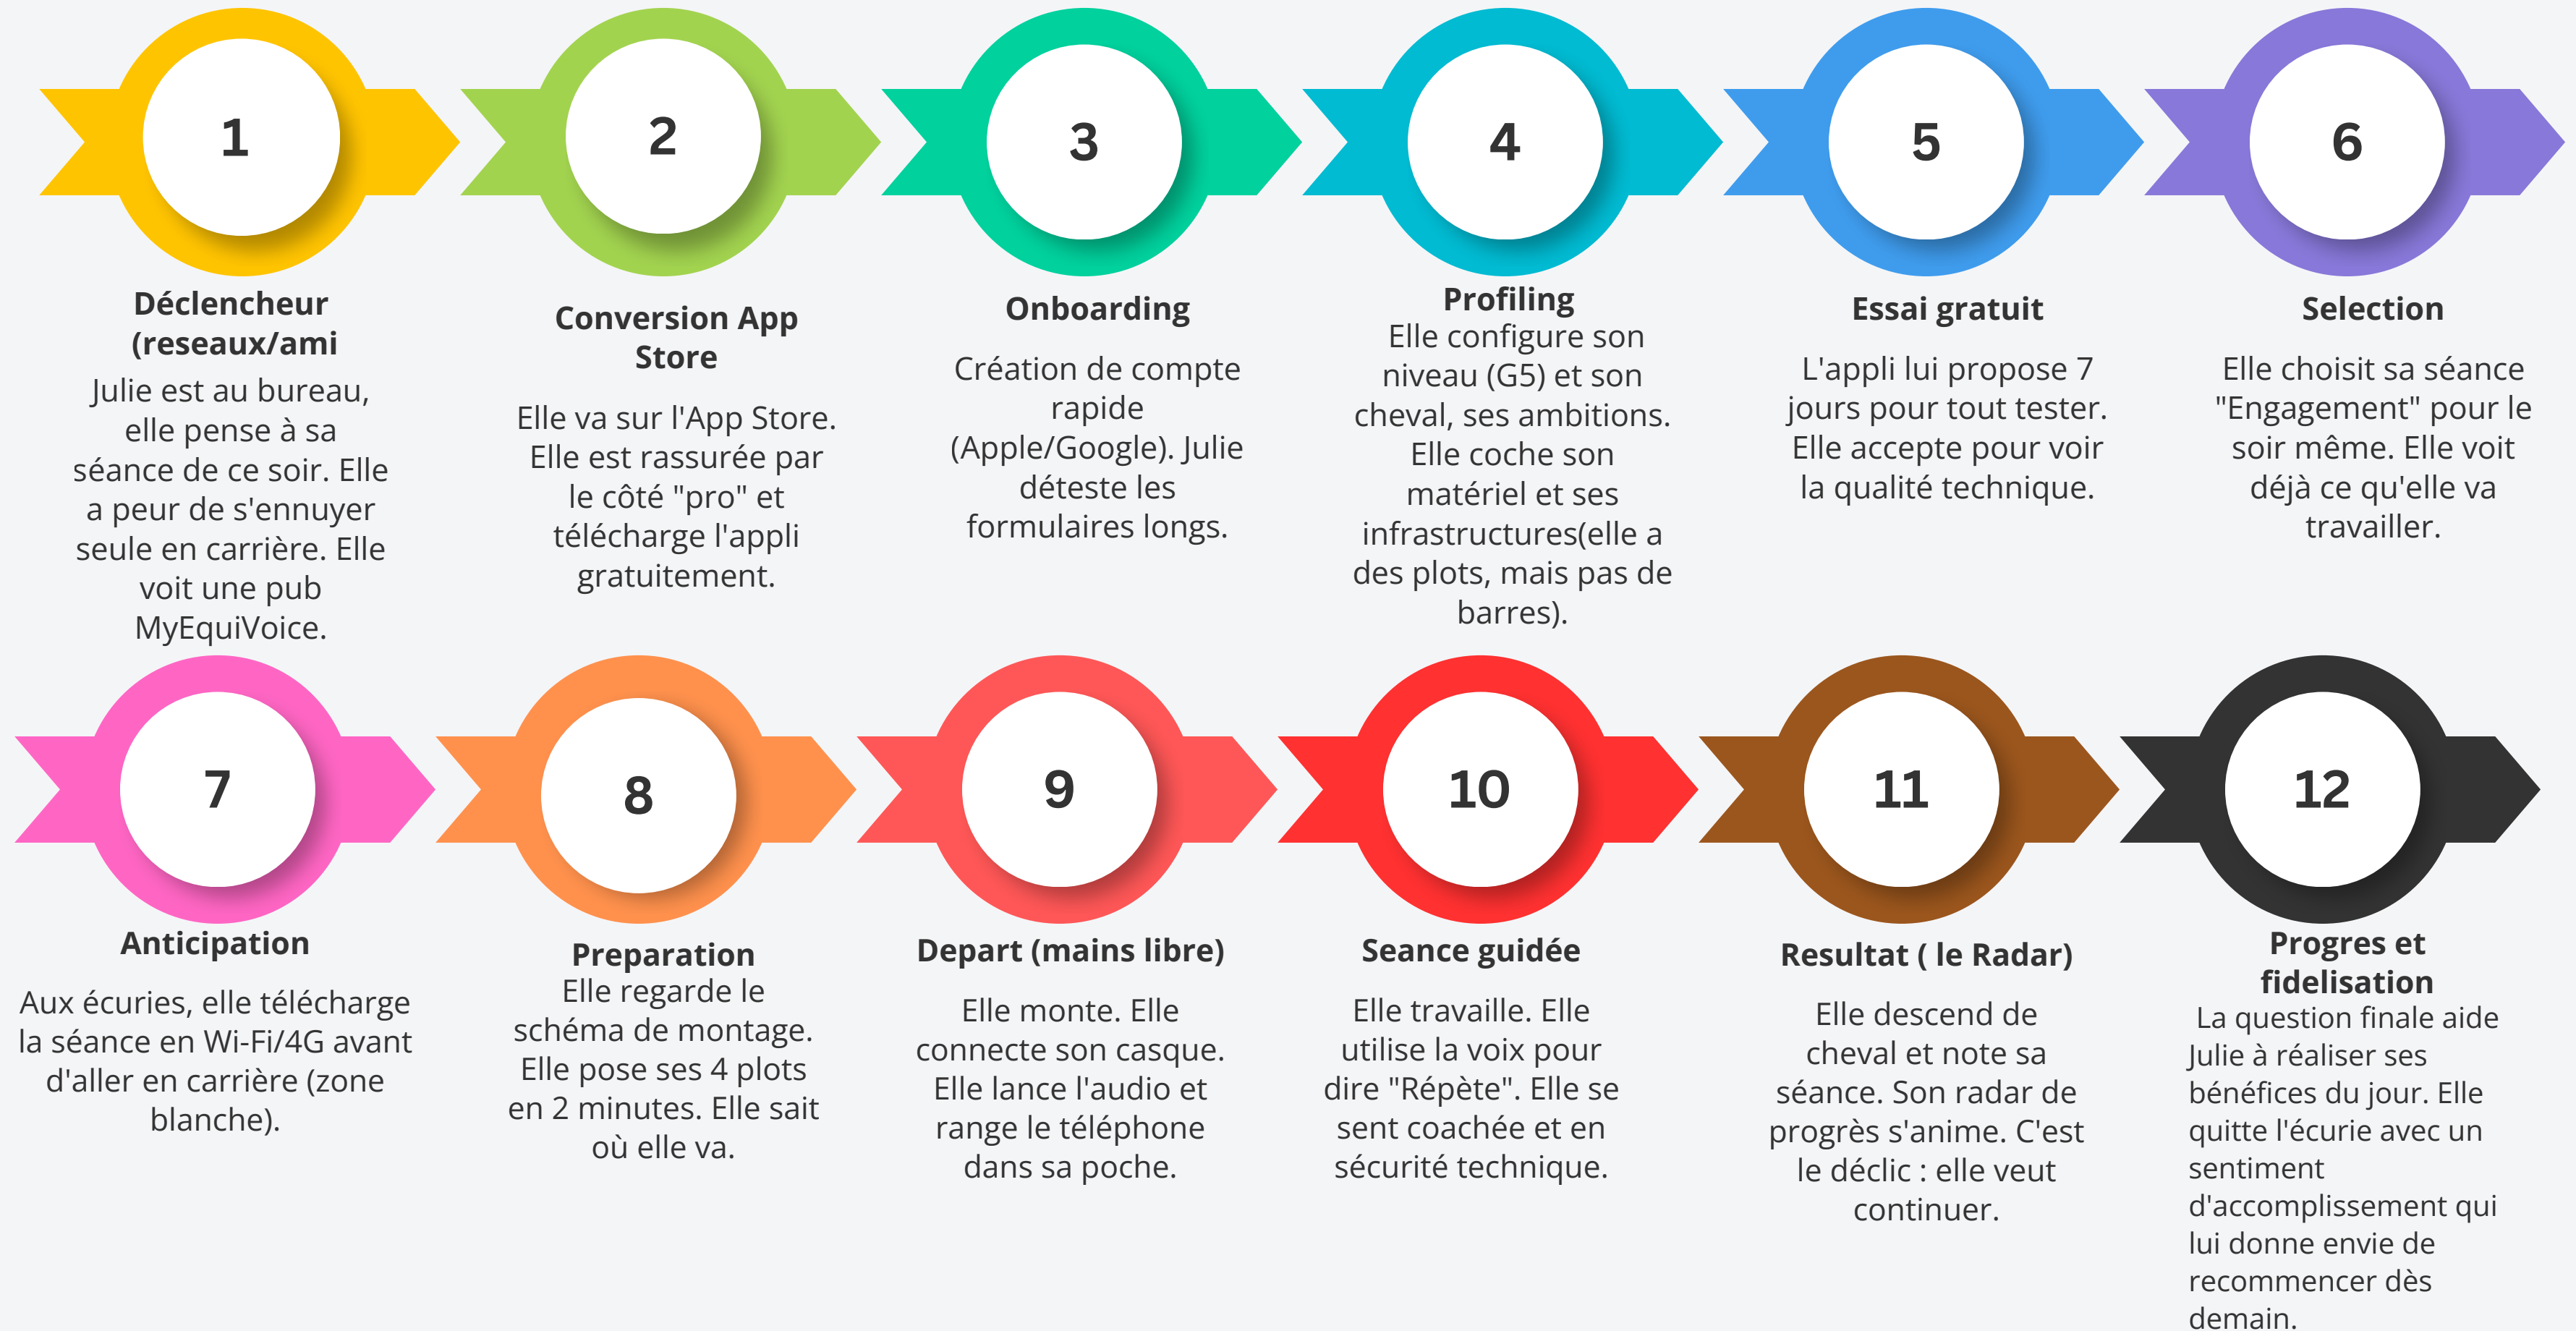 1
Déclencheur
(reseaux/ami
Julie est au bureau,
elle pense à sa
séance de ce soir. Elle
a peur de s'ennuyer
seule en carrière. Elle
voit une pub
MyEquiVoice.
2
Conversion App
Store
Elle va sur l'App Store.
Elle est rassurée par
le côté "pro" et
télécharge l'appli
gratuitement.
3
Onboarding
Création de compte
rapide
(Apple/Google). Julie
déteste les
formulaires longs.
4
Profiling
Elle configure son
niveau (G5) et son
cheval, ses ambitions.
Elle coche son
matériel et ses
infrastructures(elle a
des plots, mais pas de
barres).
5
Essai gratuit
L'appli lui propose 7
jours pour tout tester.
Elle accepte pour voir
la qualité technique.
6
Selection
Elle choisit sa séance
"Engagement" pour le
soir même. Elle voit
déjà ce qu'elle va
travailler.
7
Anticipation
Aux écuries, elle télécharge
la séance en Wi-Fi/4G avant
d'aller en carrière (zone
blanche).
8
Preparation
Elle regarde le
schéma de montage.
Elle pose ses 4 plots
en 2 minutes. Elle sait
où elle va.
9
Depart (mains libre)
Elle monte. Elle
connecte son casque.
Elle lance l'audio et
range le téléphone
dans sa poche.
10
Seance guidée
Elle travaille. Elle
utilise la voix pour
dire "Répète". Elle se
sent coachée et en
sécurité technique.
11
Resultat ( le Radar)
Elle descend de
cheval et note sa
séance. Son radar de
progrès s'anime. C'est
le déclic : elle veut
continuer.
12
Progres et
fidelisation
La question finale aide
Julie à réaliser ses
bénéfices du jour. Elle
quitte l'écurie avec un
sentiment
d'accomplissement qui
lui donne envie de
recommencer dès
demain.